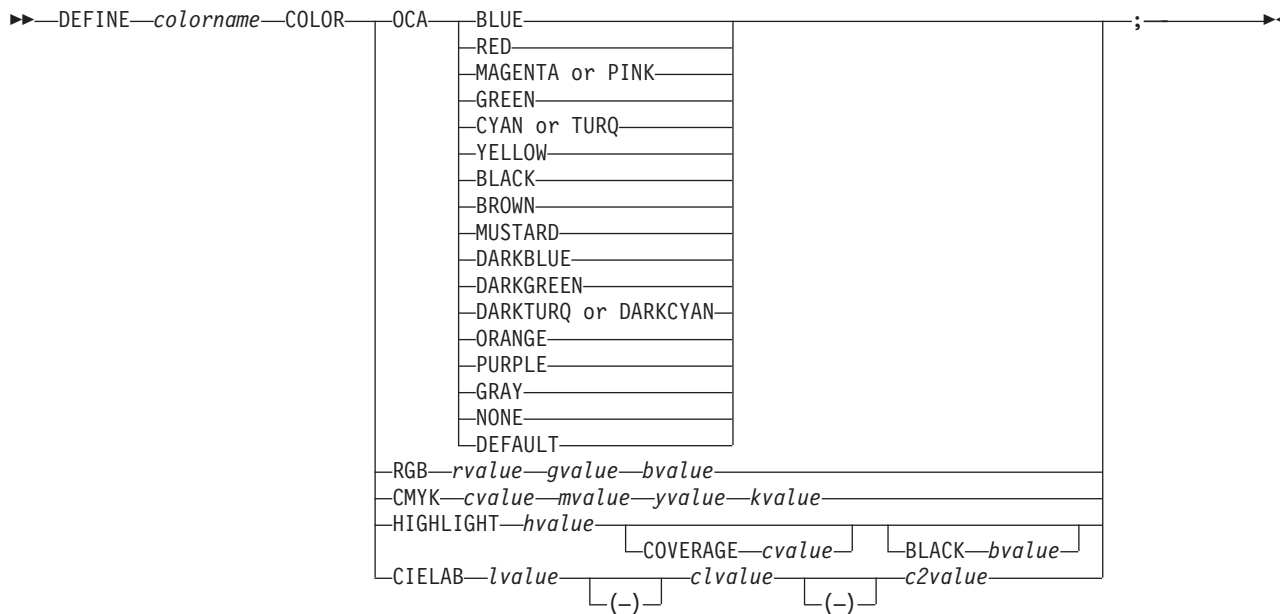 DEFINE colorname COLOR OCA BLUE ;
RED
MAGENTA or PINK
GREEN
CYAN or TURQ
YELLOW
BLACK
BROWN
MUSTARD
DARKBLUE
DARKGREEN
DARKTURQ or DARKCYAN
ORANGE
PURPLE
GRAY
NONE
DEFAULT
RGB rvalue gvalue bvalue
CMYK cvalue mvalue yvalue kvalue
HIGHLIGHT hvalue
COVERAGE cvalue BLACK bvalue
CIELAB lvalue clvalue c2value
(–) (–)